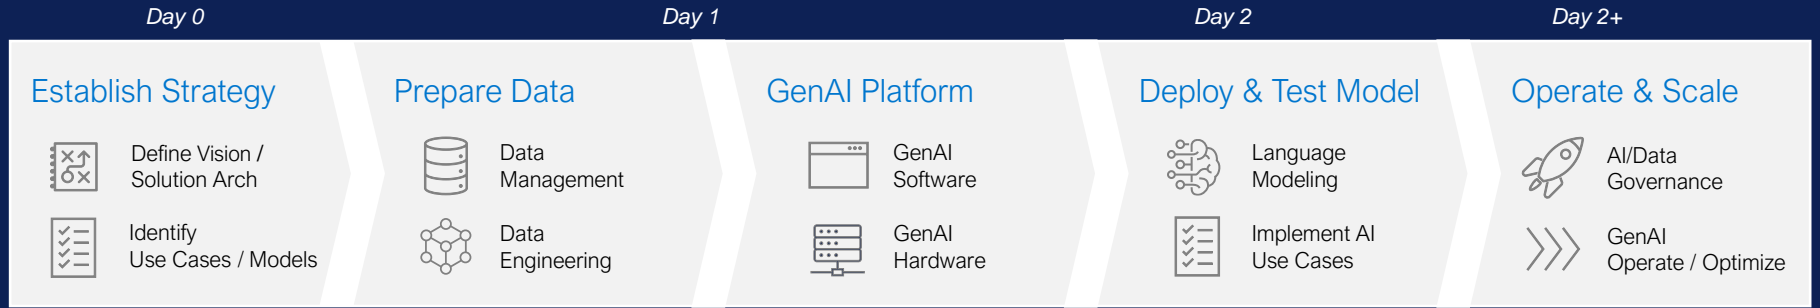 Day 0
Day 1
Day 2
Day 2+
Establish Strategy
Define Vision /
Solution Arch
Identify
Use Cases / Models
Prepare Data
Data
Management
Data
Engineering
GenAI Platform
GenAI
Software
GenAI
Hardware
Deploy & Test Model
Language
Modeling
Implement AI
Use Cases
Operate & Scale
AI/Data
Governance
GenAI
Operate / Optimize